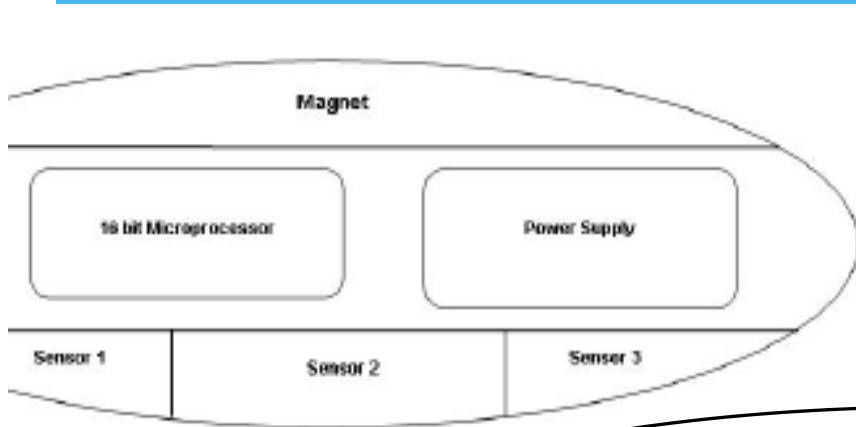 Magnet
16 bit Microprocessor
Power Supply
Sensor 1
Sensor 2
Sensor 3